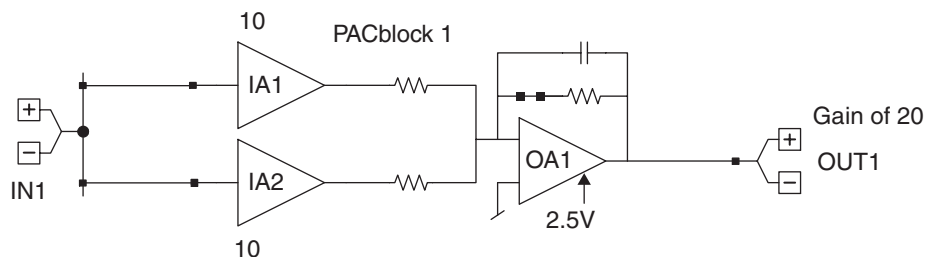 10
PACblock 1
IA1
+
-
IN1
IA2
10
OA1
2.5V
Gain of 20
+
-
OUT1